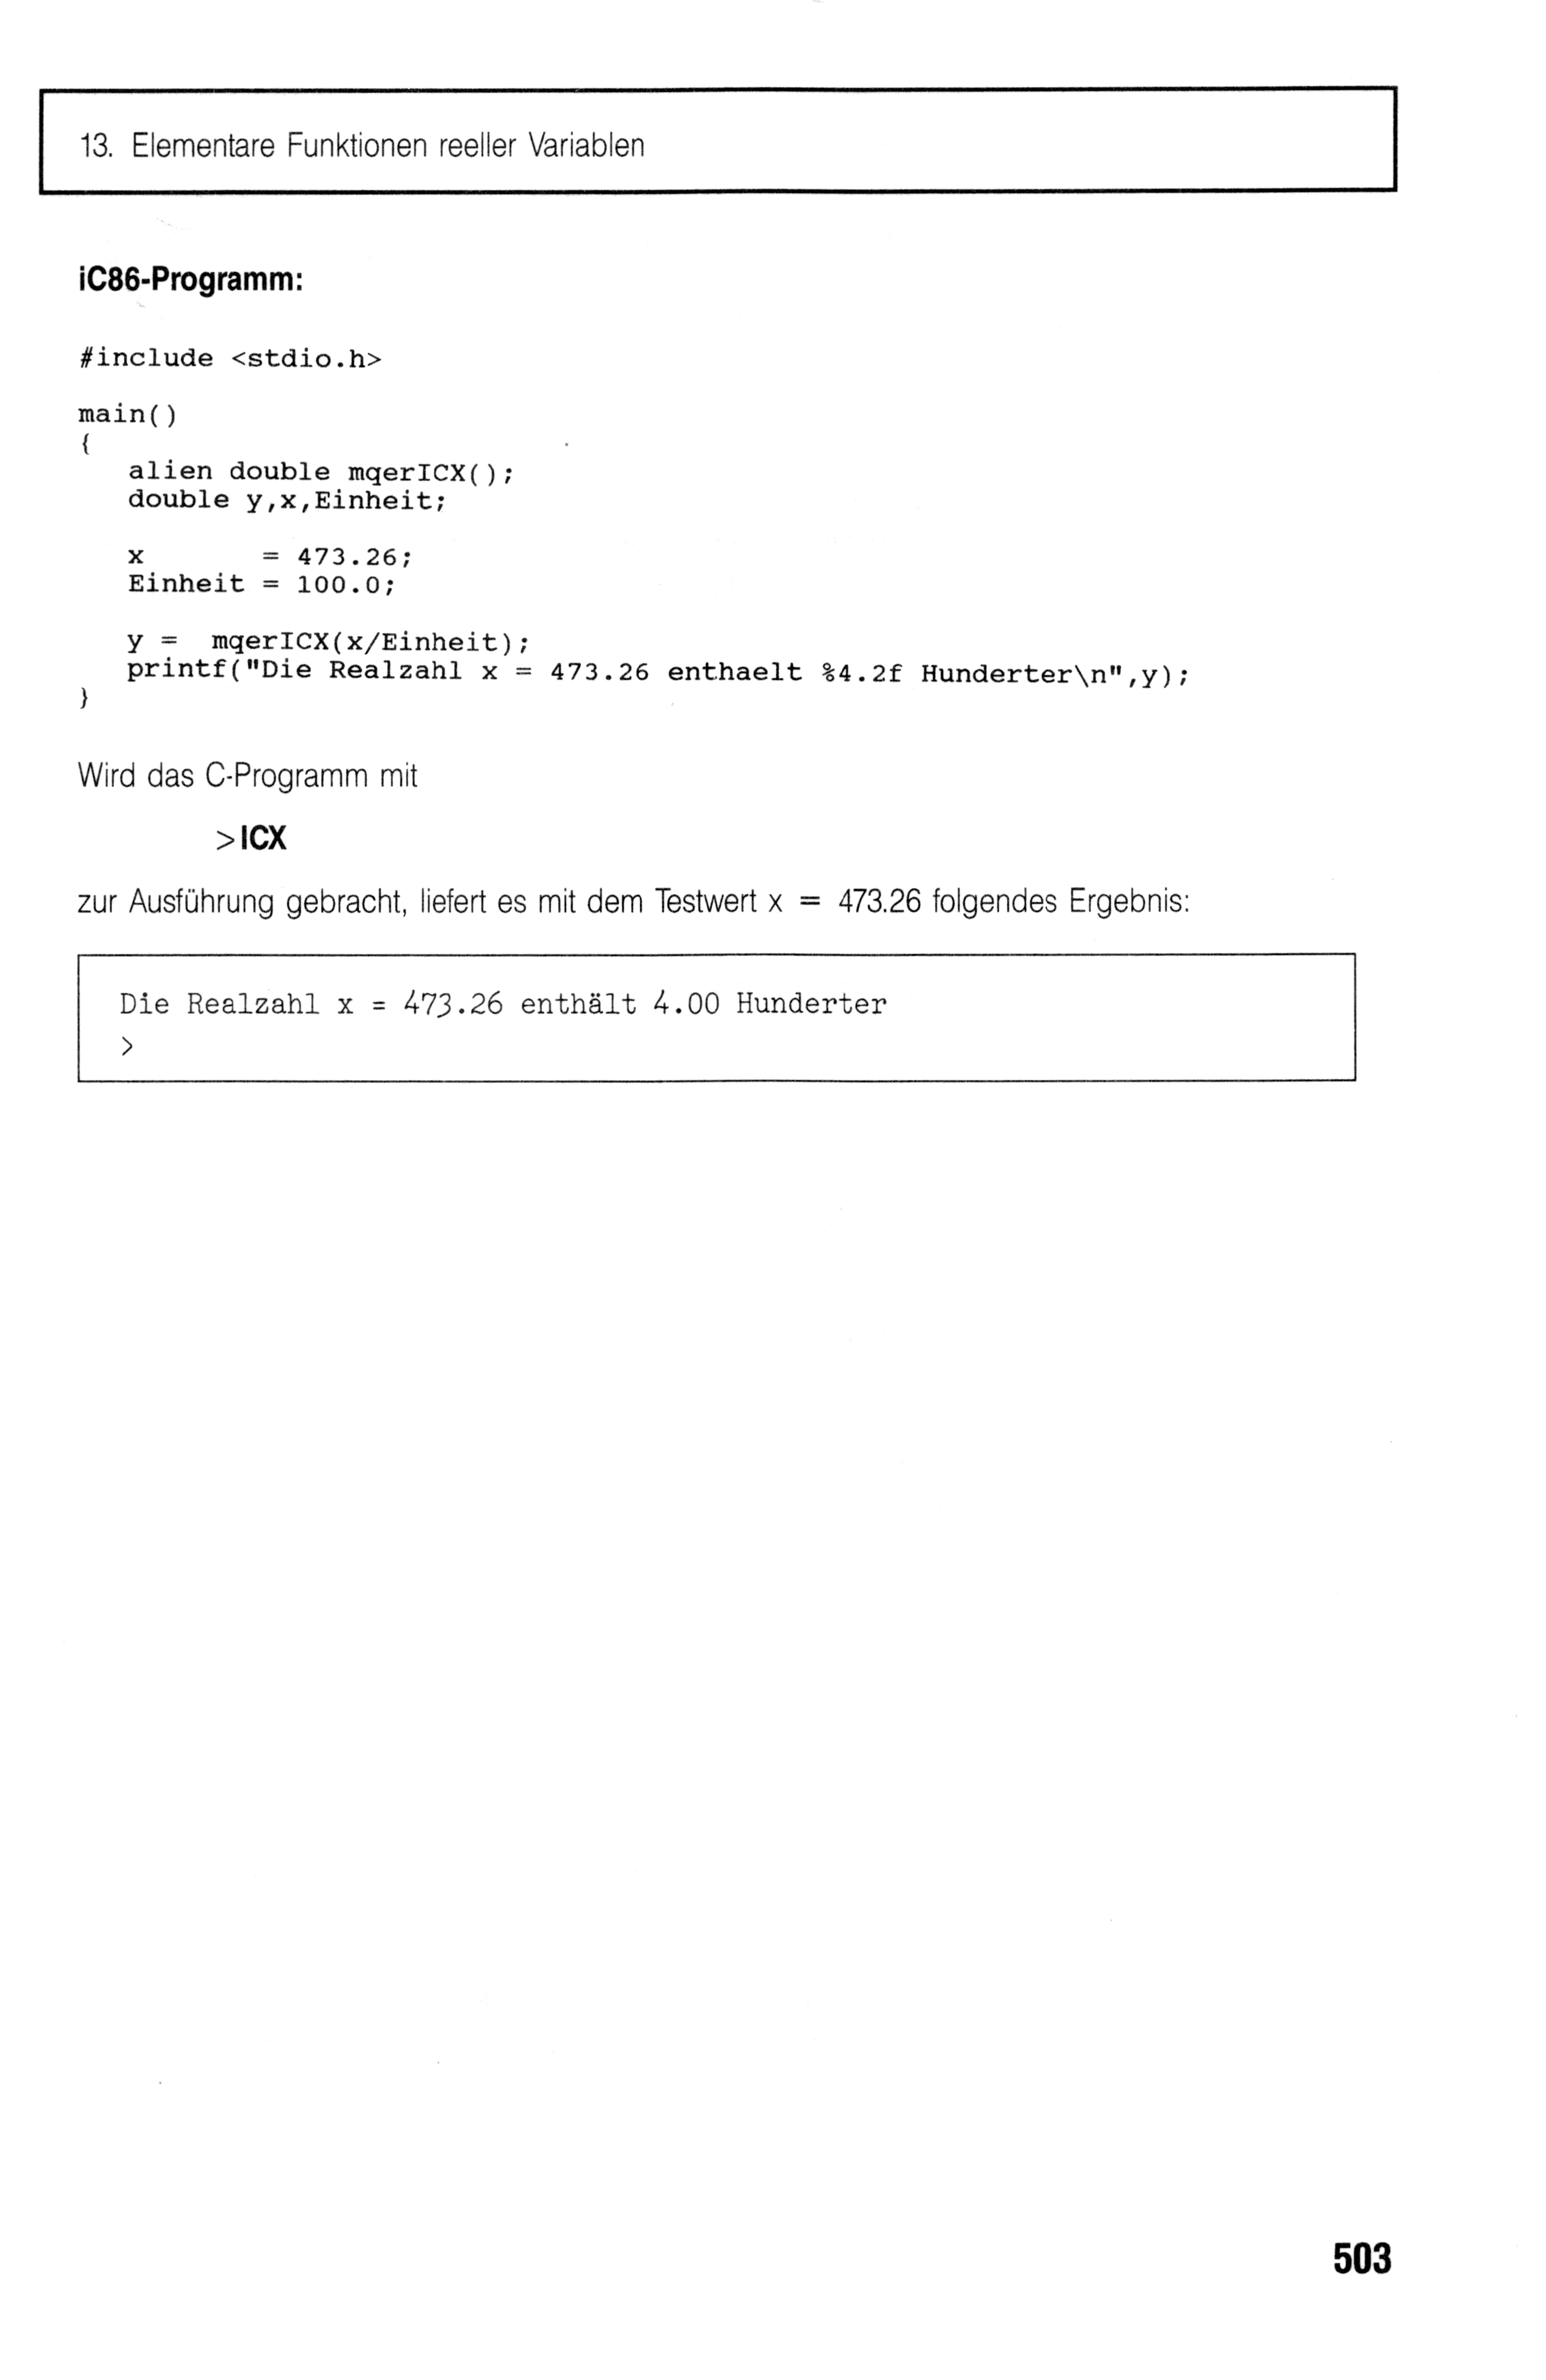 13. Elementare Funktionen reeller Variablen
iC86-Programm:
#include <stdio.h>
main()
{
   alien double mqerICX();
   double y,x,Einheit;
   x       = 473.26;
   Einheit = 100.0;
   y =  mqerICX(x/Einheit);
   printf("Die Realzahl x = 473.26 enthaelt %4.2f Hunderter\n",y);
}
Wird das C-Programm mit
>ICX
zur Ausführung gebracht, liefert es mit dem Testwert x = 473.26 folgendes Ergebnis:
Die Realzahl x = 473.26 enthält 4.00 Hunderter
>
503